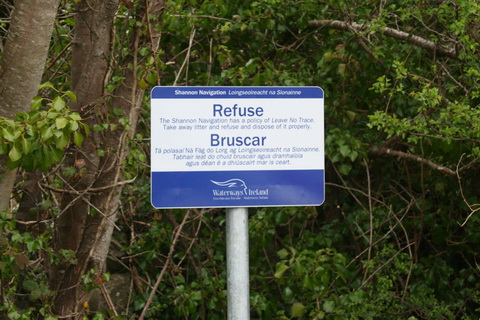 Shannon Navigation Loingseoireacht na Sionainne
Refuse
The Shannon Navigation has a policy of Leave No Trace.
Take away litter and refuse and dispose of it properly.
Bruscar
Tá polasaí Ná Fág do Lorg ag Loingseoireacht na Sionainne.
Tabhair leat do chuid bruscair agus dramhaíola
agus déan é a dhiúscairt mar is ceart.
Waterways Ireland